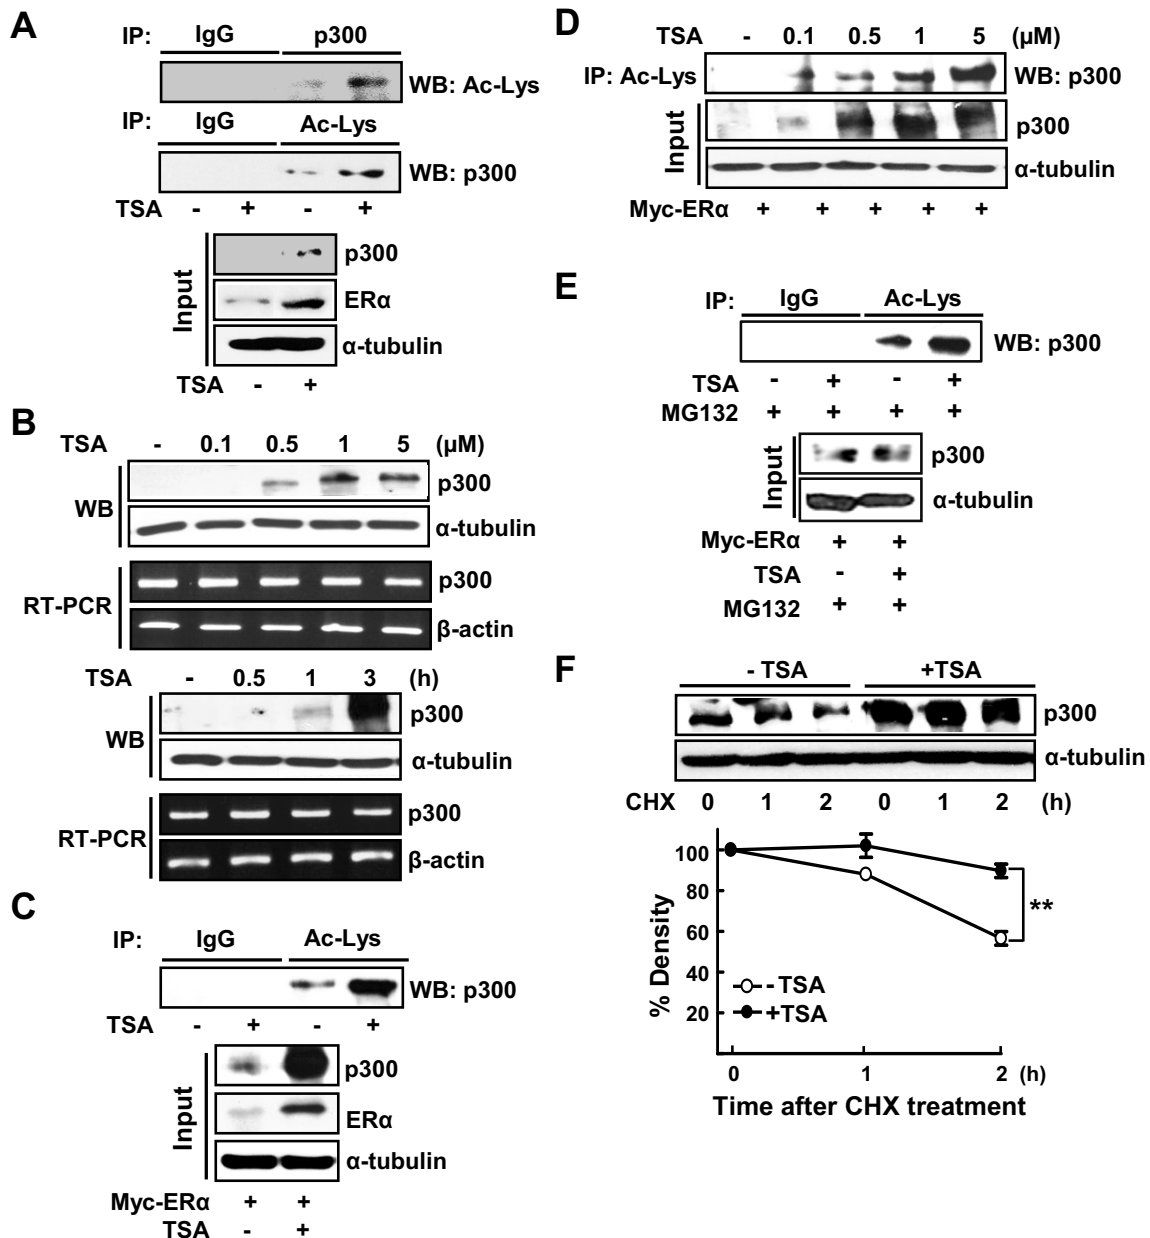 A
IP: IgG p300
WB: Ac-Lys
IP: IgG Ac-Lys
WB: p300
TSA - + - +
Input
p300
ERα
α-tubulin
TSA - +
B
TSA - 0.1 0.5 1 5 (µM)
WB
p300
α-tubulin
RT-PCR
p300
β-actin
TSA - 0.5 1 3 (h)
WB
p300
α-tubulin
RT-PCR
p300
β-actin
C
IP: IgG Ac-Lys
WB: p300
TSA - + - +
Input
p300
ERα
α-tubulin
Myc-ERα + +
TSA - +
D
TSA - 0.1 0.5 1 5 (µM)
IP: Ac-Lys WB: p300
Input
p300
α-tubulin
Myc-ERα + + + + +
E
IP: IgG Ac-Lys
WB: p300
TSA - + - +
MG132 + + + +
Input
p300
α-tubulin
Myc-ERα + +
TSA - +
MG132 + +
F
- TSA +TSA
p300
α-tubulin
CHX 0 1 2 0 1 2 (h)
% Density
100
80
60
40
20
**
-TSA
+TSA
0 1 2 (h)
Time after CHX treatment